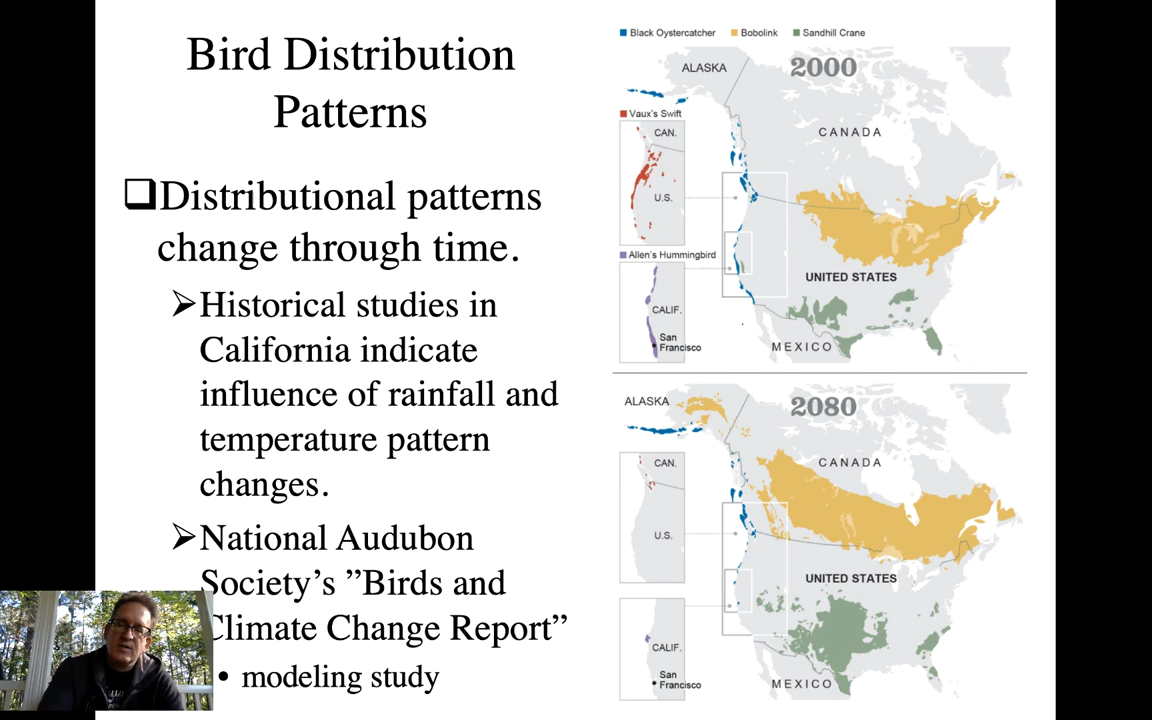 Bird Distribution
Patterns
❑Distributional patterns
change through time.
➢Historical studies in
California indicate
influence of rainfall and
temperature pattern
changes.
➢National Audubon
Society’s ”Birds and
Climate Change Report”
• modeling study
Black Oystercatcher
Bobolink
Sandhill Crane
ALASKA
2000
Vaux's Swift
CAN.
CANADA
U.S.
Allen's Hummingbird
UNITED STATES
CALIF.
San
Francisco
MEXICO
ALASKA
2080
CAN.
CANADA
U.S.
UNITED STATES
CALIF.
San
Francisco
MEXICO